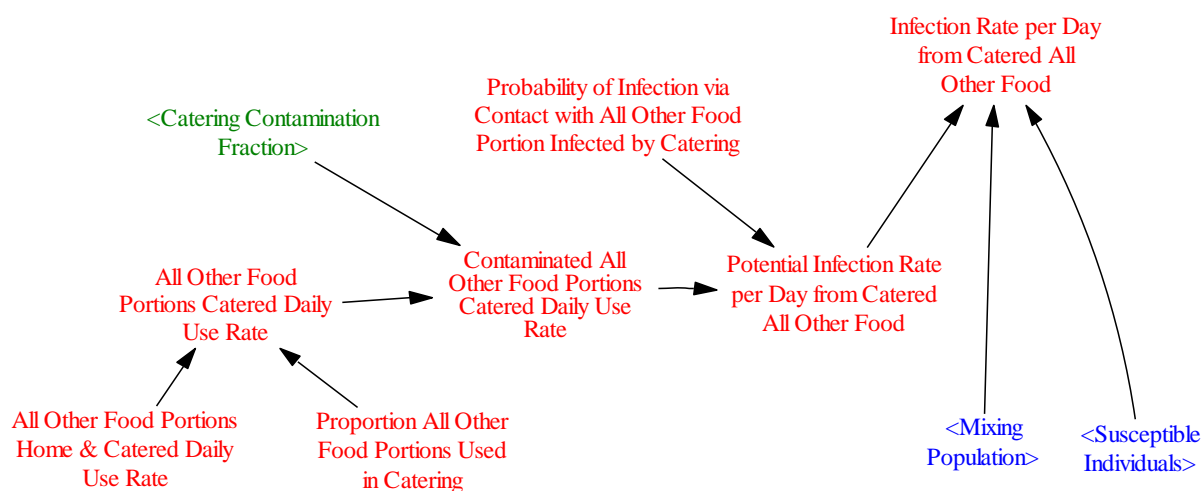 Infection Rate per Day
from Catered All
Other Food
Probability of Infection via
Contact with All Other Food
Portion Infected by Catering
<Catering Contamination
Fraction>
All Other Food
Portions Catered Daily
Use Rate
Contaminated All
Other Food Portions
Catered Daily Use
Rate
Potential Infection Rate
per Day from Catered
All Other Food
All Other Food Portions
Home & Catered Daily
Use Rate
Proportion All Other
Food Portions Used
in Catering
<Mixing
Population>
<Susceptible
Individuals>